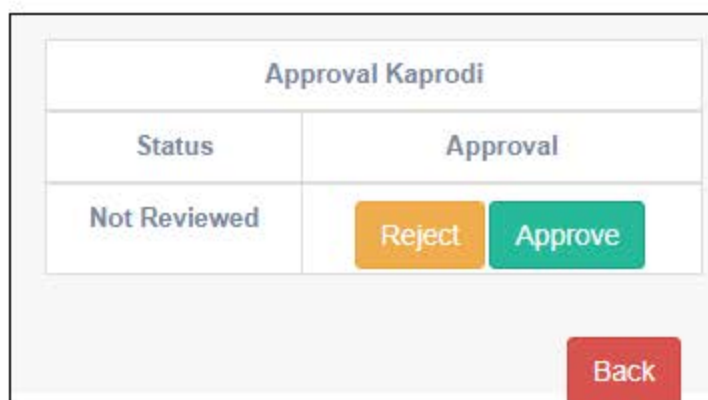 Approval Kaprodi
Status Approval
Not Reviewed Reject Approve
Back